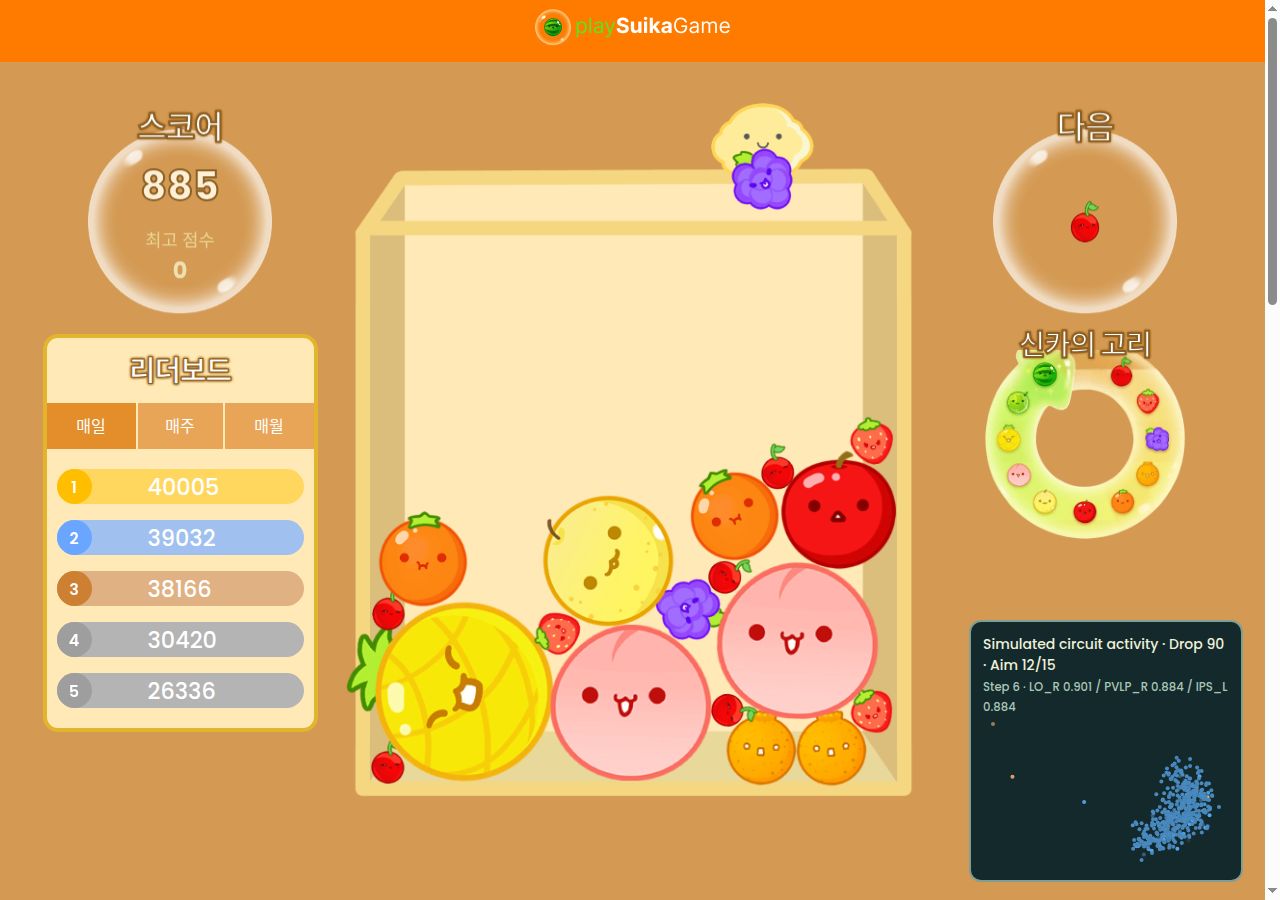 playSuikaGame
스코어
885
최고 점수
0
다음
신카의 고리
리더보드
매일
매주
매월
1 40005
2 39032
3 38166
4 30420
5 26336
Simulated circuit activity · Drop 90
· Aim 12/15
Step 6 · LO_R 0.901 / PVLP_R 0.884 / IPS_L
0.884